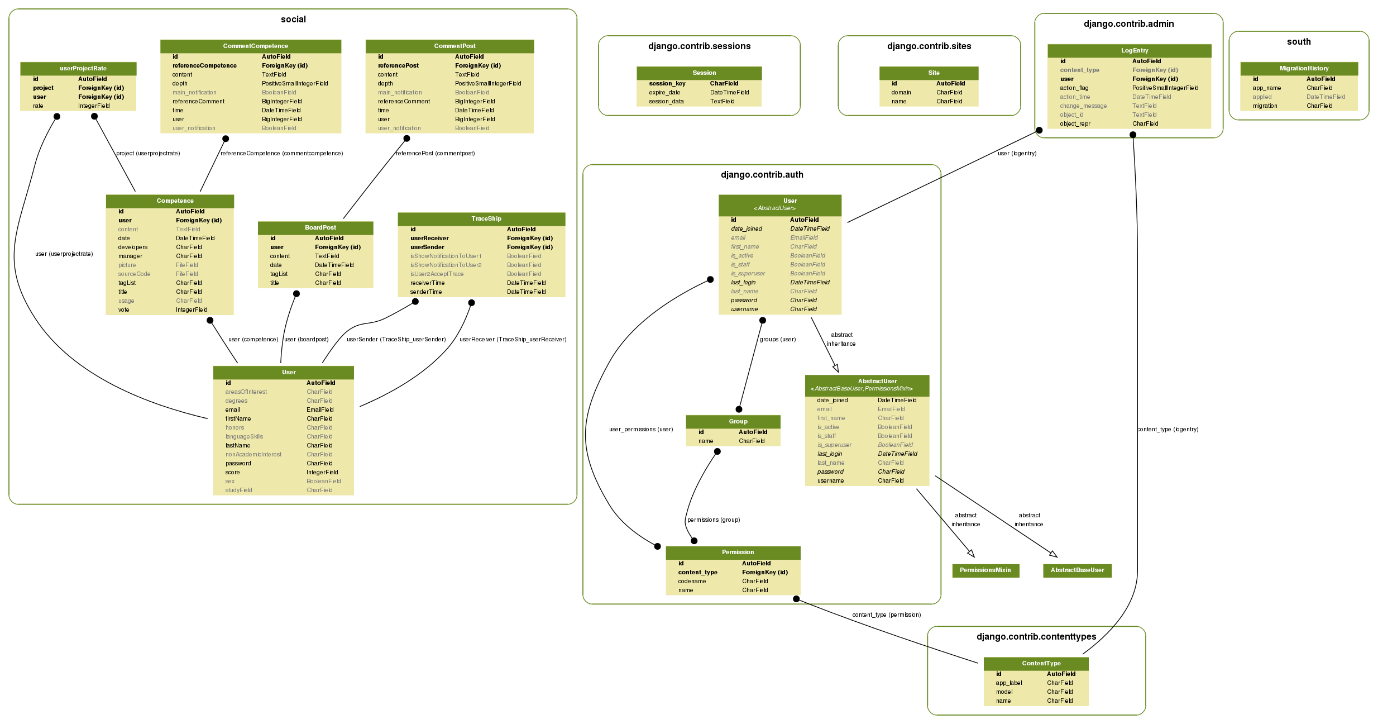 social
userProjectRate
id AutoField
project ForeignKey (id)
user ForeignKey (id)
rate IntegerField
CommentCompetence
id AutoField
referenceCompetence ForeignKey (id)
content TextField
depth PositiveSmallIntegerField
main_notification BooleanField
referenceComment BigIntegerField
time DateTimeField
user BigIntegerField
user_notification BooleanField
CommentPost
id AutoField
referencePost ForeignKey (id)
content TextField
depth PositiveSmallIntegerField
referenceComment BigIntegerField
time DateTimeField
user BigIntegerField
user_notification BooleanField
project (userprojectrate)
referenceCompetence (commentcompetence)
referencePost (commentpost)
Competence
id AutoField
user ForeignKey (id)
content TextField
date DateTimeField
developers CharField
manager CharField
picture FileField
sourceCode FileField
tagList CharField
title CharField
usage CharField
vote IntegerField
BoardPost
id AutoField
user ForeignKey (id)
content TextField
date DateTimeField
tagList CharField
title CharField
TraceShip
id AutoField
userReceiver ForeignKey (id)
userSender ForeignKey (id)
isShowNotificationToUser1 BooleanField
isShowNotificationToUser2 BooleanField
isUser2AcceptTrace BooleanField
receiverTime DateTimeField
senderTime DateTimeField
user (userprojectrate)
user (competence)
user (boardpost)
userSender (TraceShip_userSender)
userReceiver (TraceShip_userReceiver)
User
id AutoField
areasOfInterest CharField
degrees CharField
email EmailField
firstName CharField
honors CharField
languageSkills CharField
lastName CharField
nonAcademicInterest CharField
password CharField
score IntegerField
sex BooleanField
studyField CharField
django.contrib.sessions
Session
session_key CharField
expire_date DateTimeField
session_data TextField
django.contrib.sites
Site
id AutoField
domain CharField
name CharField
django.contrib.admin
LogEntry
id AutoField
content_type ForeignKey (id)
user ForeignKey (id)
action_flag PositiveSmallIntegerField
action_time DateTimeField
change_message TextField
object_id TextField
object_repr CharField
south
MigrationHistory
id AutoField
app_name CharField
applied DateTimeField
migration CharField
user (logentry)
django.contrib.auth
User
<AbstractUser>
id AutoField
date_joined DateTimeField
email EmailField
first_name CharField
is_active BooleanField
is_staff BooleanField
is_superuser BooleanField
last_login DateTimeField
last_name CharField
password CharField
username CharField
groups (user)
abstract
inheritance
AbstractUser
<AbstractBaseUser,PermissionsMixin>
date_joined DateTimeField
email EmailField
first_name CharField
is_active BooleanField
is_staff BooleanField
is_superuser BooleanField
last_login DateTimeField
last_name CharField
password CharField
username CharField
Group
id AutoField
name CharField
user_permissions (user)
content_type (logentry)
permissions (group)
abstract
inheritance
abstract
inheritance
Permission
id AutoField
content_type ForeignKey (id)
codename CharField
name CharField
PermissionsMixin
AbstractBaseUser
content_type (permission)
django.contrib.contenttypes
ContentType
id AutoField
app_label CharField
model CharField
name CharField